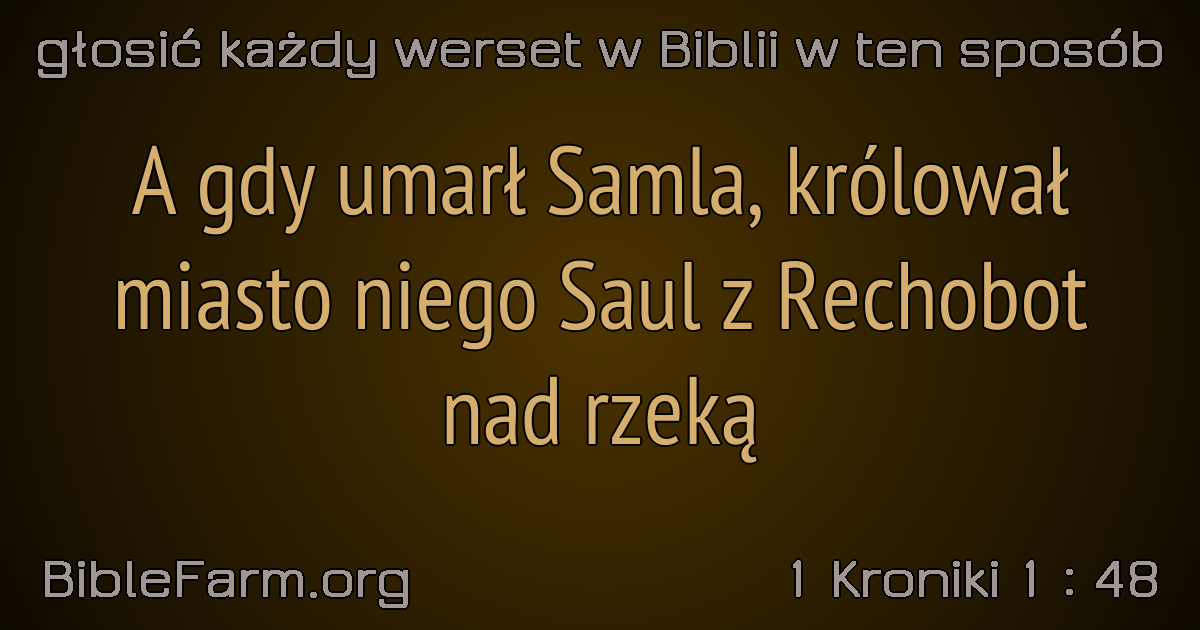 głosić każdy werset w Biblii w ten sposób
A gdy umarł Samla, królował
miasto niego Saul z Rechobot
nad rzeką
BibleFarm.org
1 Kroniki 1 : 48